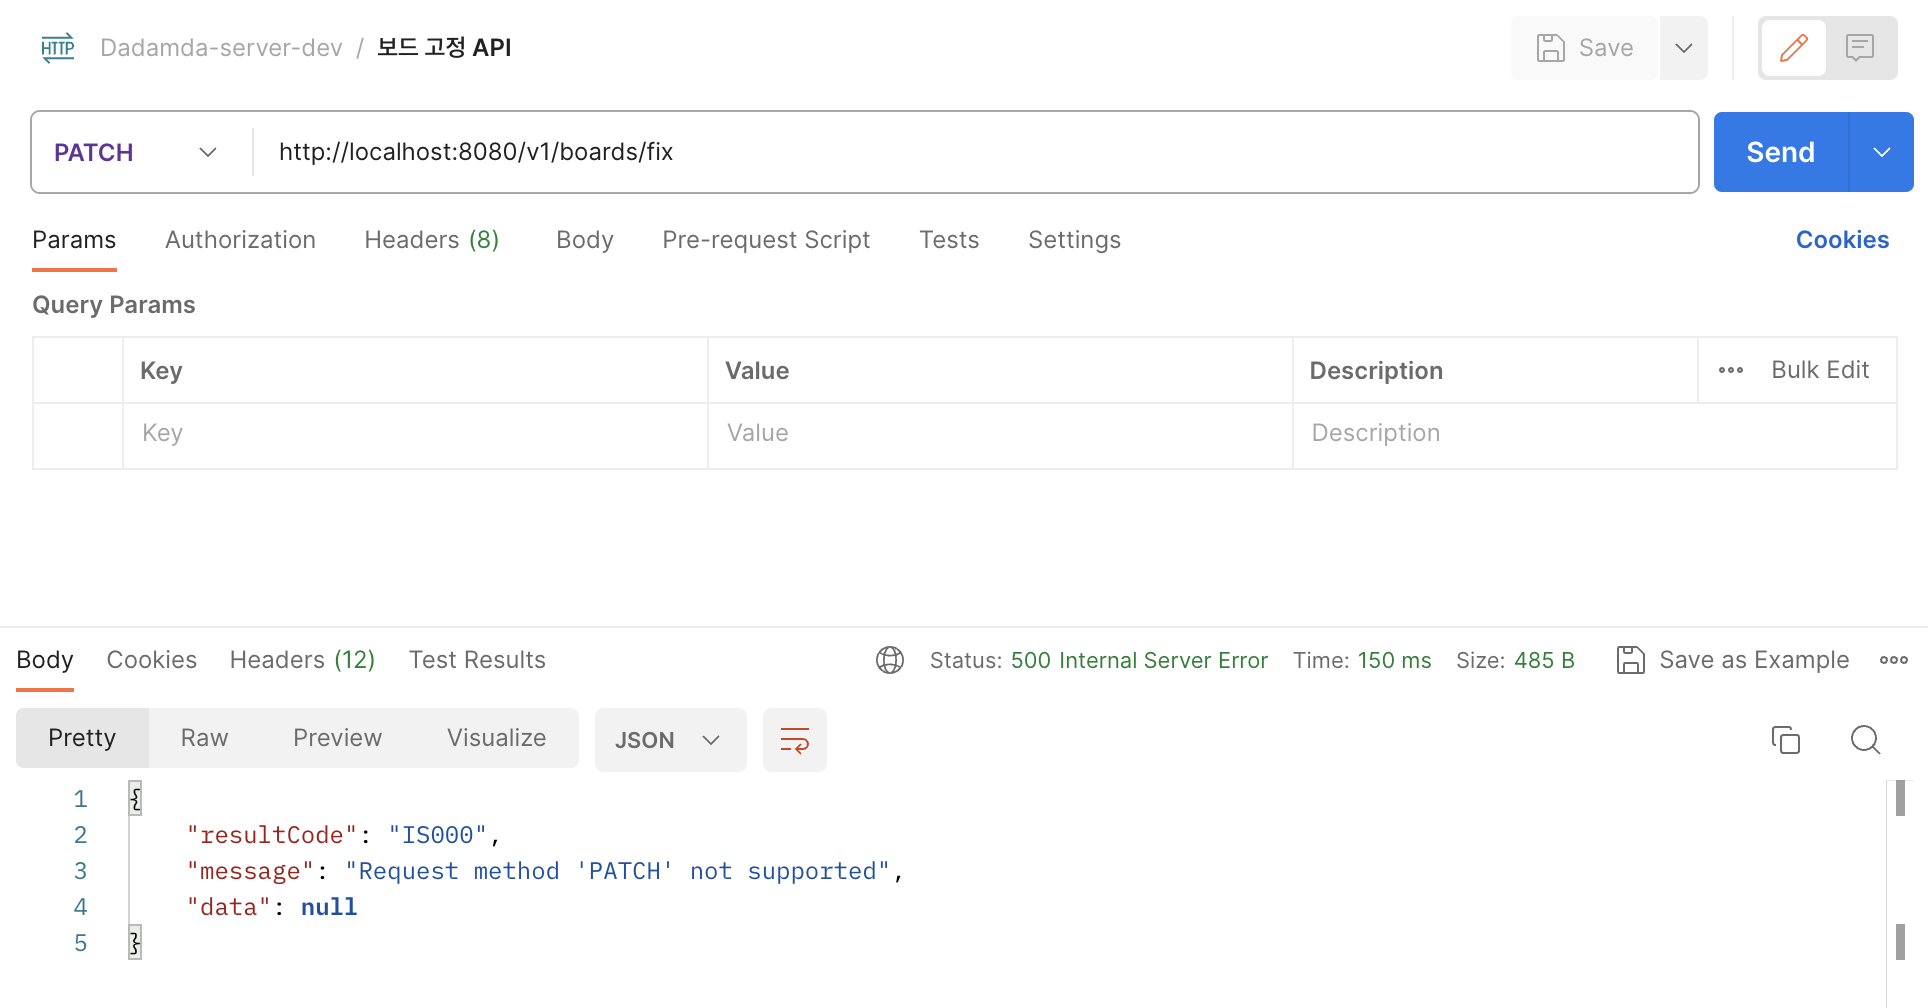 HTTP Dadamda-server-dev / 보드 고정 API Save
PATCH http://localhost:8080/v1/boards/fix Send
Params Authorization Headers (8) Body Pre-request Script Tests Settings Cookies
Query Params
Key Value Description Bulk Edit
Key Value Description
Body Cookies Headers (12) Test Results Status: 500 Internal Server Error Time: 150 ms Size: 485 B Save as Example
Pretty Raw Preview Visualize JSON
1 {
2 "resultCode": "IS000",
3 "message": "Request method 'PATCH' not supported",
4 "data": null
5 }